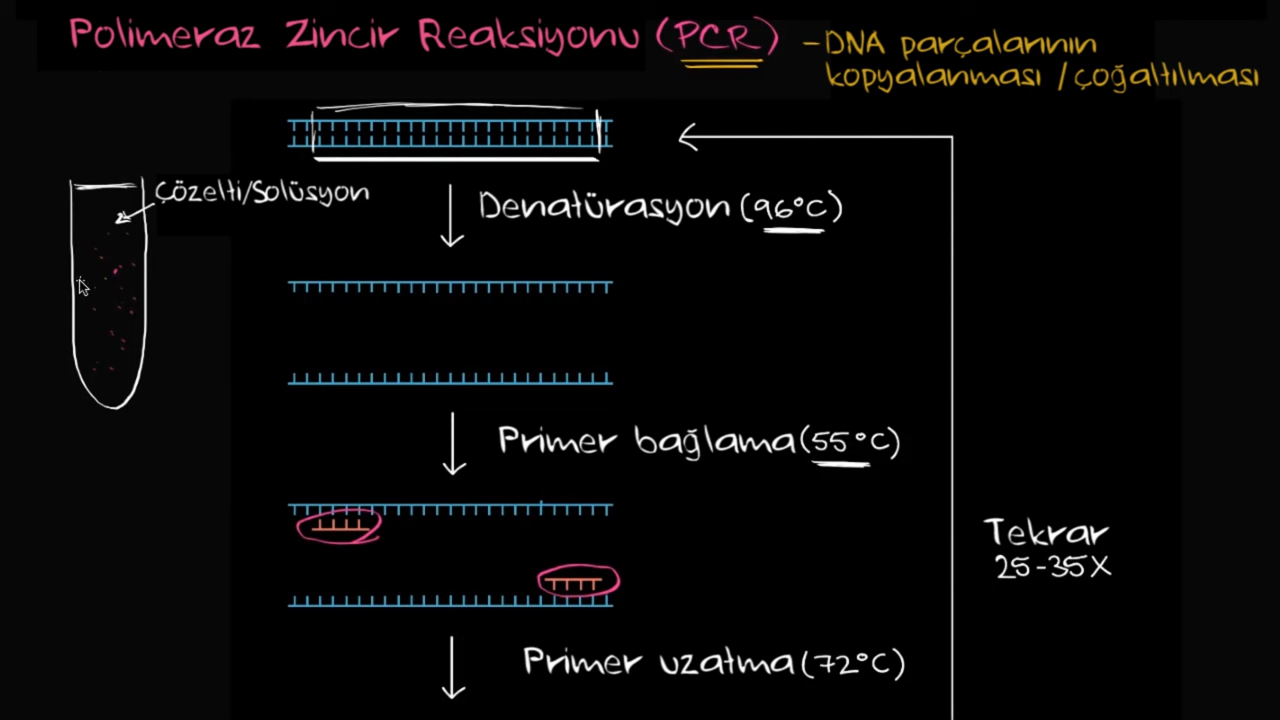 Polimeraz Zincir Reaksiyonu (PCR)
-DNA parçalarının
kopyalanması /çoğaltılması
Çözelti/Solüsyon
Denatürasyon (96°C)
Primer bağlama (55°C)
Tekrar
25-35X
Primer uzatma (72°C)